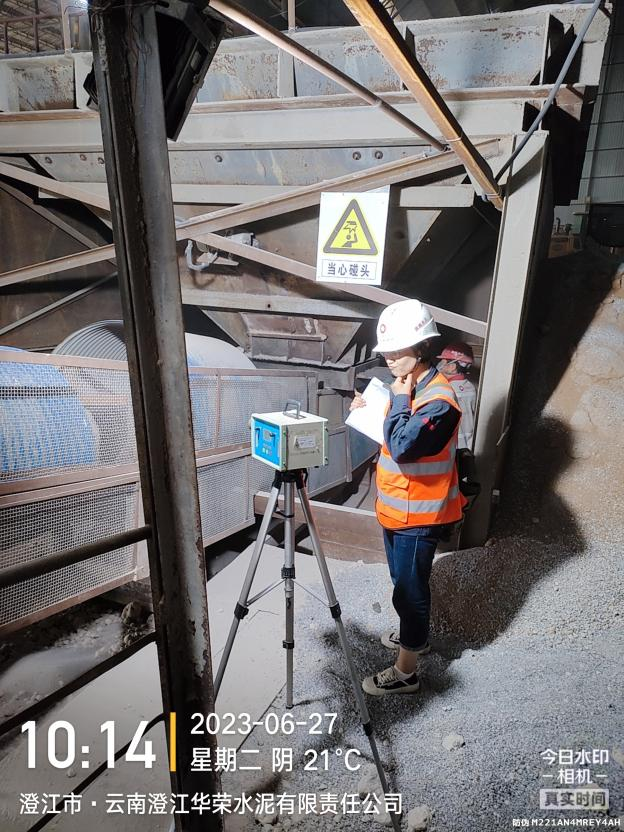 当心碰头
10:14
2023-06-27
星期二 阴 21°C
澄江市·云南澄江华荣水泥有限责任公司
今日水印
-相机-
真实时间
防伪 M221AN4MREY4AH